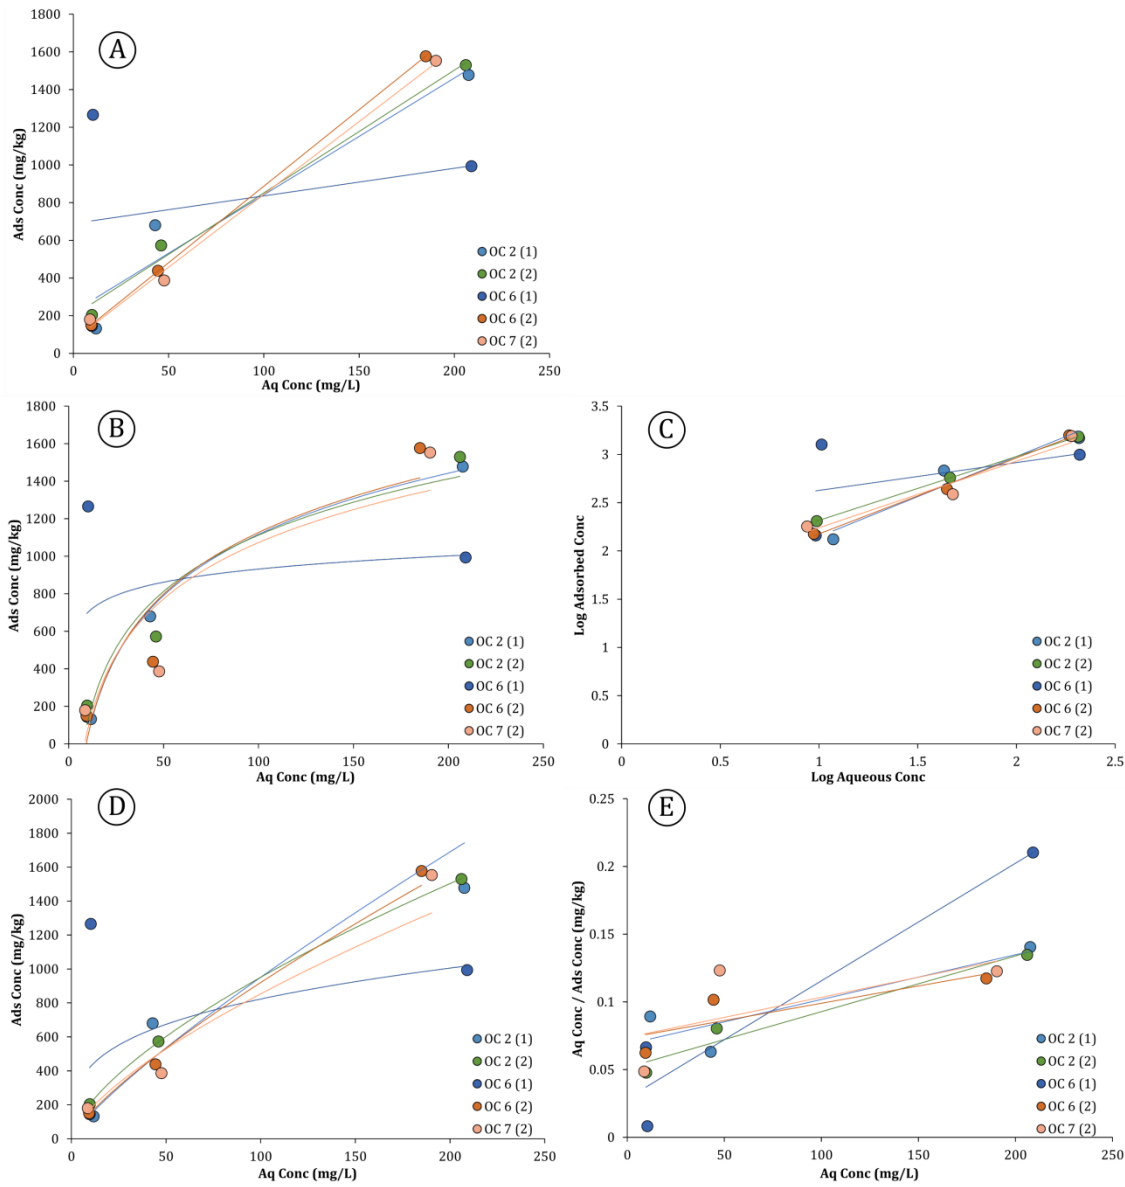 A
1800
1600
1400
1200
1000
800
600
400
200
0
Ads Conc (mg/kg)
OC 2 (1)
OC 2 (2)
OC 6 (1)
OC 6 (2)
OC 7 (2)
0 50 100 150 200 250
Aq Conc (mg/L)
B
1800
1600
1400
1200
1000
800
600
400
200
0
Ads Conc (mg/kg)
OC 2 (1)
OC 2 (2)
OC 6 (1)
OC 6 (2)
OC 7 (2)
0 50 100 150 200 250
Aq Conc (mg/L)
C
3.5
3
2.5
2
1.5
1
0.5
0
Log Adsorbed Conc
OC 2 (1)
OC 2 (2)
OC 6 (1)
OC 6 (2)
OC 7 (2)
0 0.5 1 1.5 2 2.5
Log Aqueous Conc
D
2000
1800
1600
1400
1200
1000
800
600
400
200
0
Ads Conc (mg/kg)
OC 2 (1)
OC 2 (2)
OC 6 (1)
OC 6 (2)
OC 7 (2)
0 50 100 150 200 250
Aq Conc (mg/L)
E
0.25
0.2
0.15
0.1
0.05
0
Aq Conc / Ads Conc (mg/kg)
OC 2 (1)
OC 2 (2)
OC 6 (1)
OC 6 (2)
OC 7 (2)
0 50 100 150 200 250
Aq Conc (mg/L)